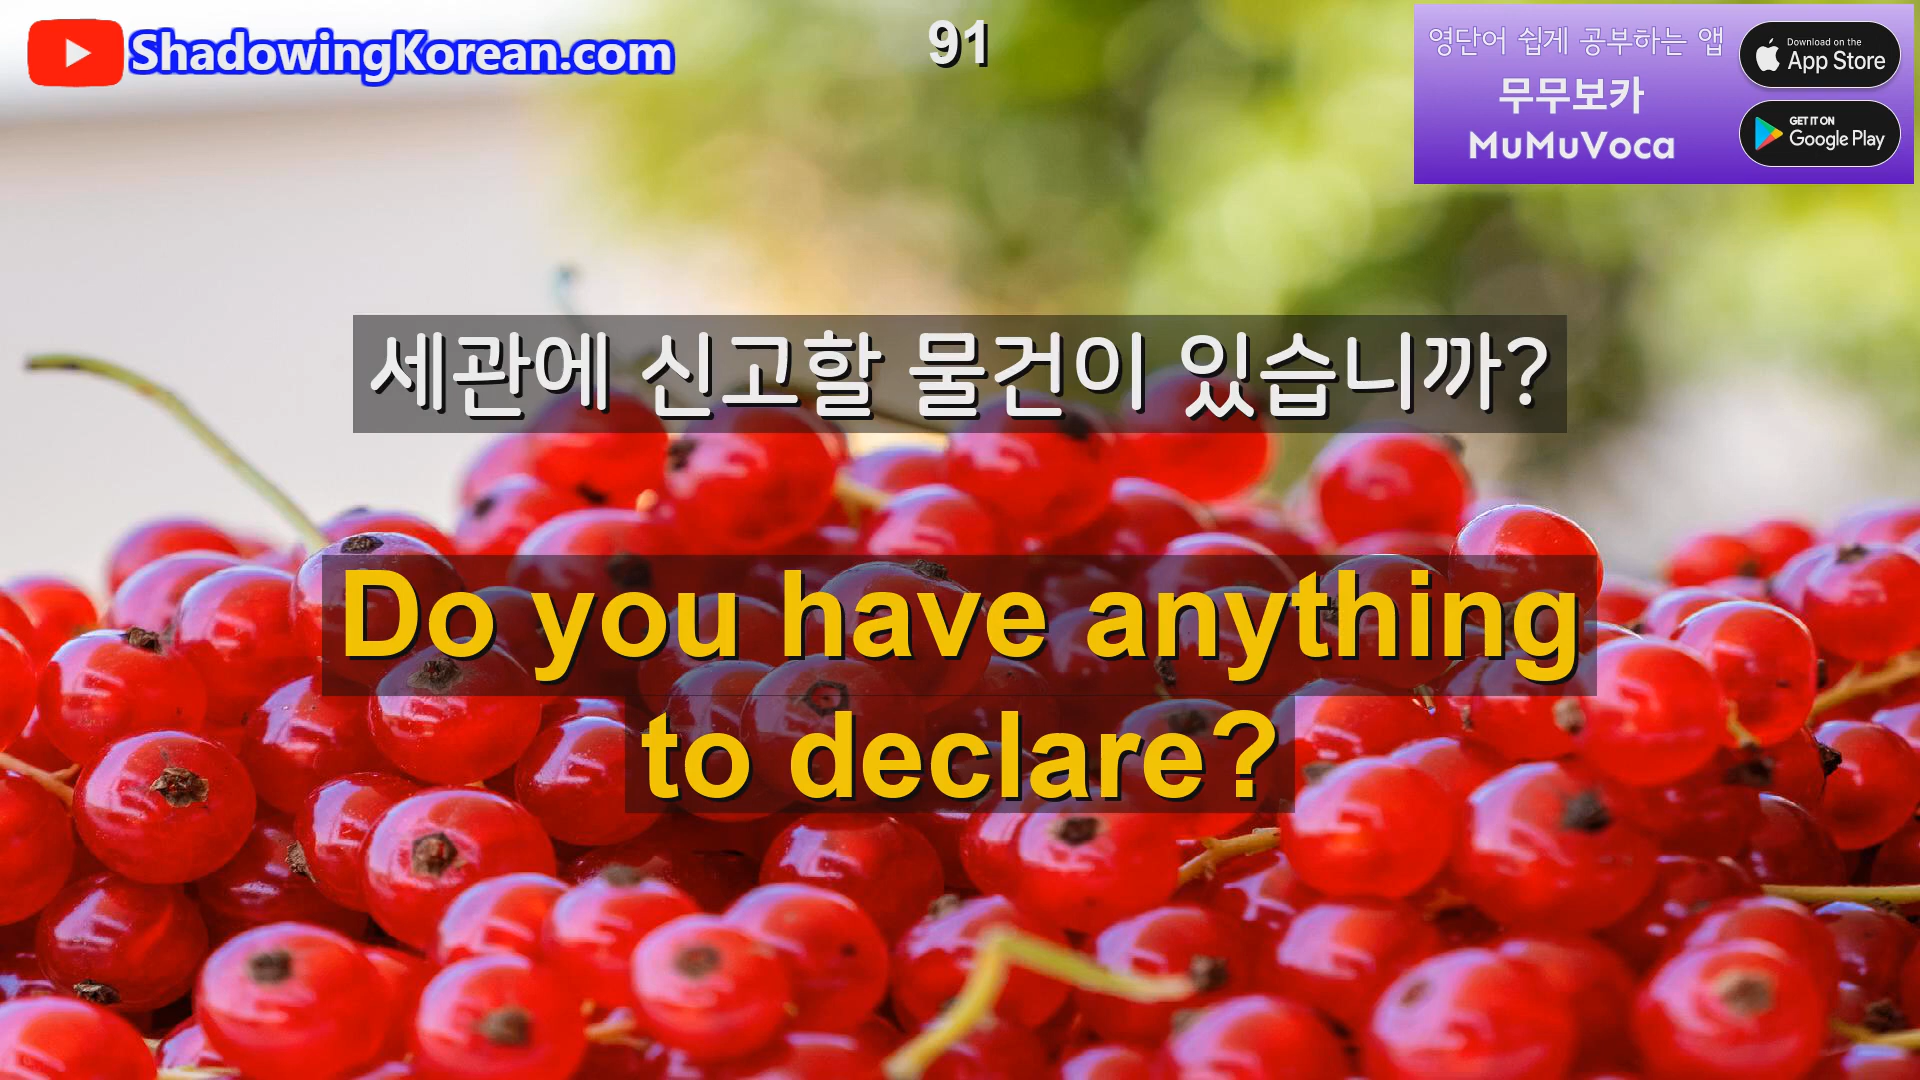 ShadowingKorean.com
91
영단어 쉽게 공부하는 앱
무무보카
MuMuVoca
Download on the
App Store
GET IT ON
Google Play
세관에 신고할 물건이 있습니까?
Do you have anything
to declare?